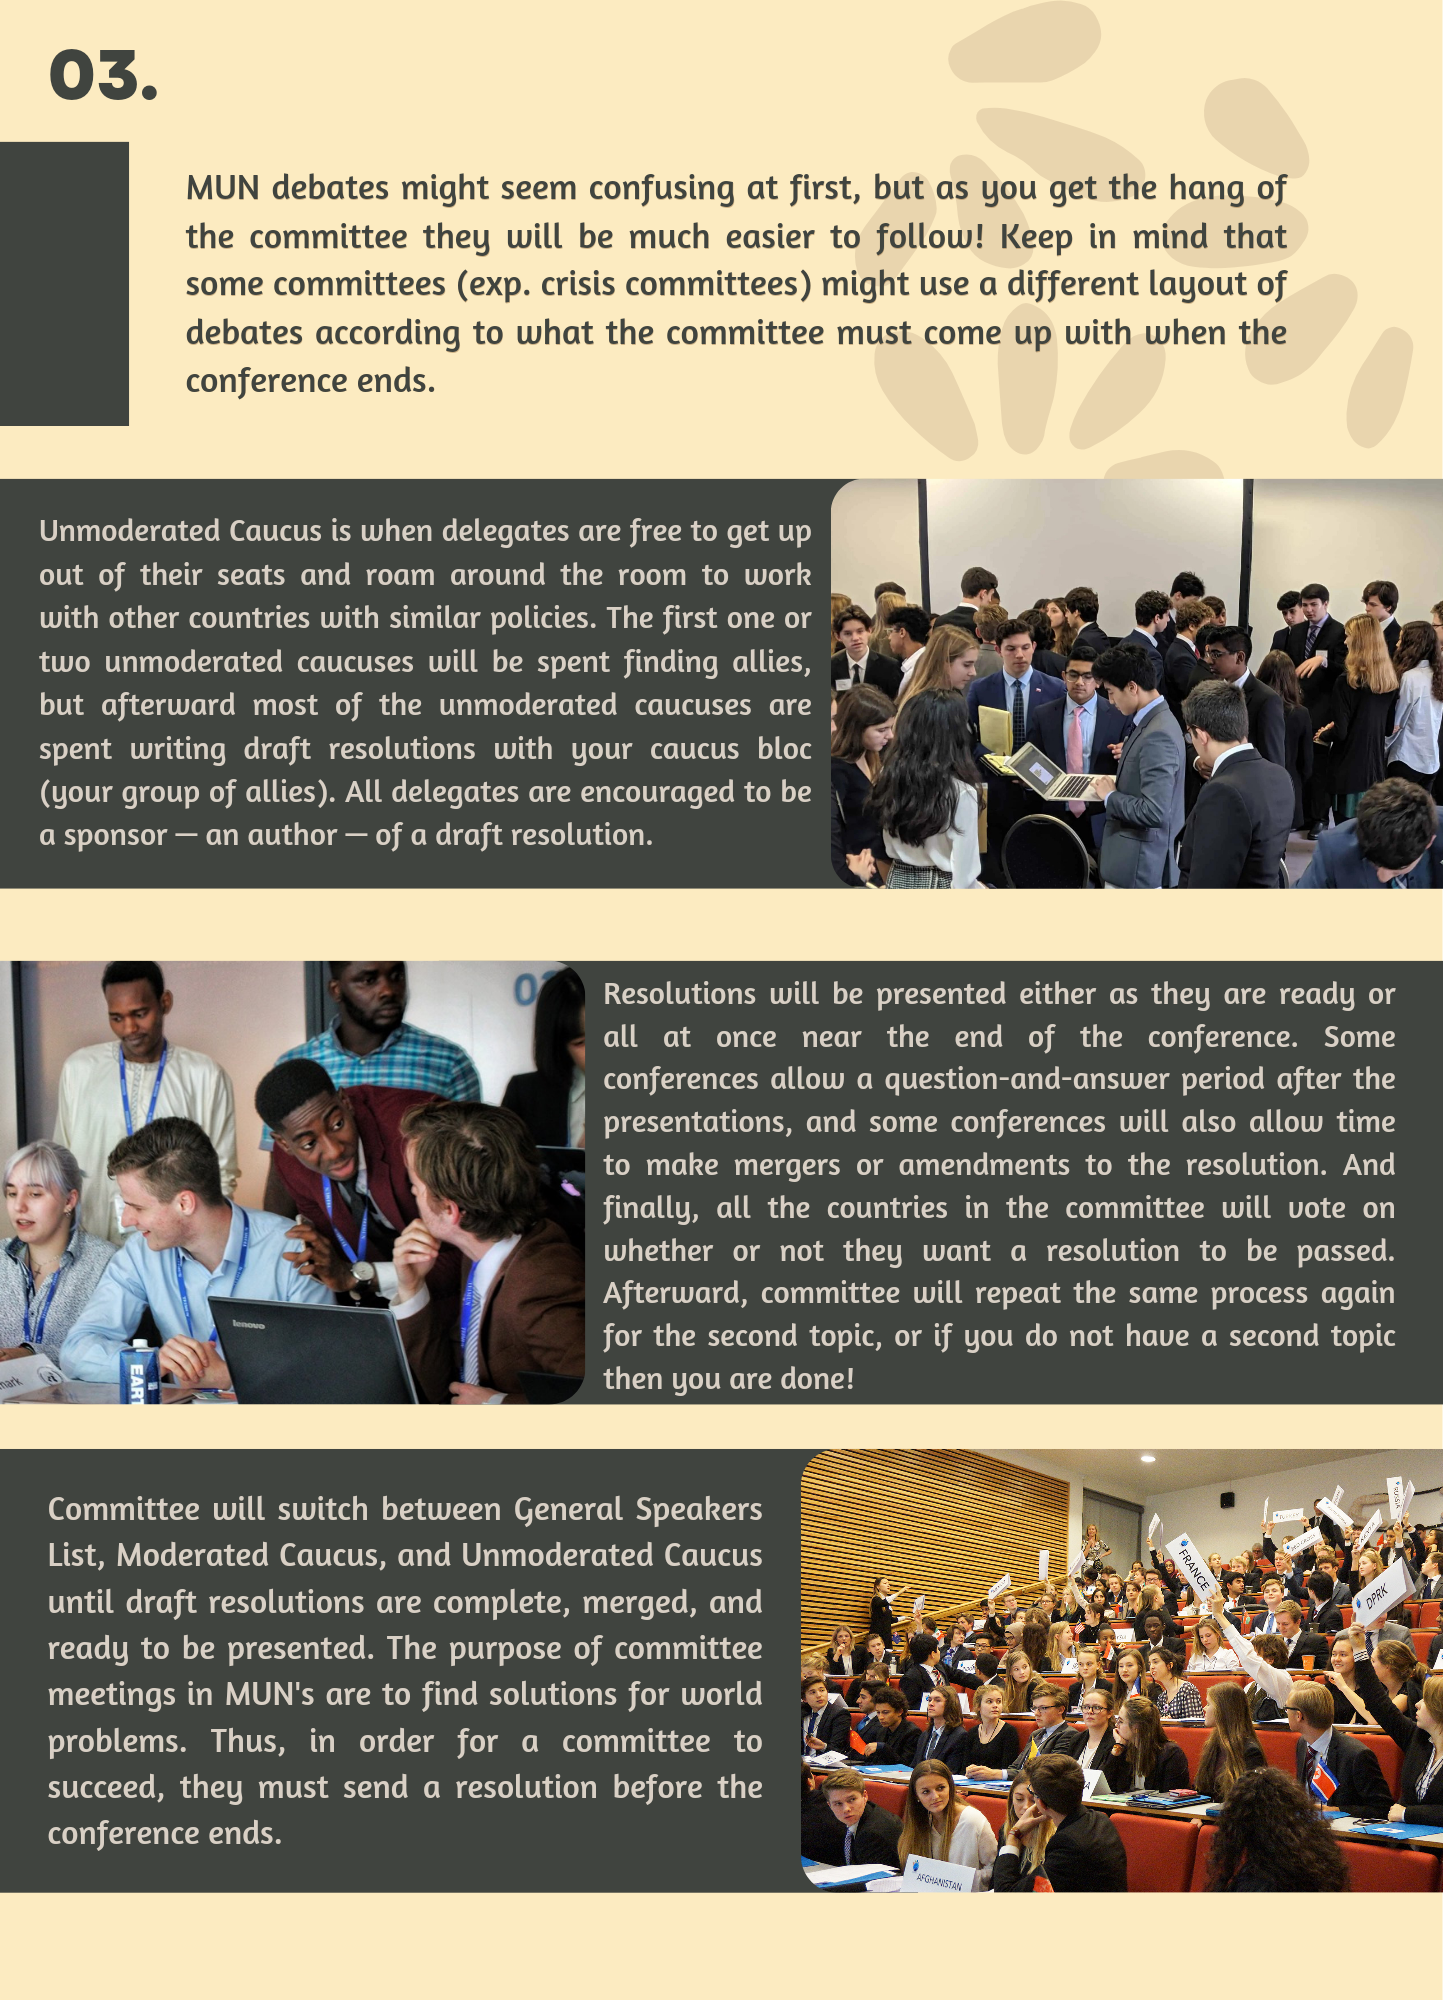 03.
MUN debates might seem confusing at first, but as you get the hang of
the committee they will be much easier to follow! Keep in mind that
some committees (exp. crisis committees) might use a different layout of
debates according to what the committee must come up with when the
conference ends.
Unmoderated Caucus is when delegates are free to get up
out of their seats and roam around the room to work
with other countries with similar policies. The first one or
two unmoderated caucuses will be spent finding allies,
but afterward most of the unmoderated caucuses are
spent writing draft resolutions with your caucus bloc
(your group of allies). All delegates are encouraged to be
a sponsor — an author — of a draft resolution.
Resolutions will be presented either as they are ready or
all at once near the end of the conference. Some
conferences allow a question-and-answer period after the
presentations, and some conferences will also allow time
to make mergers or amendments to the resolution. And
finally, all the countries in the committee will vote on
whether or not they want a resolution to be passed.
Afterward, committee will repeat the same process again
for the second topic, or if you do not have a second topic
then you are done!
lenovo
Committee will switch between General Speakers
List, Moderated Caucus, and Unmoderated Caucus
until draft resolutions are complete, merged, and
ready to be presented. The purpose of committee
meetings in MUN's are to find solutions for world
problems. Thus, in order for a committee to
succeed, they must send a resolution before the
conference ends.
RUSSIA
FRANCE
DPRK
AFGHANISTAN